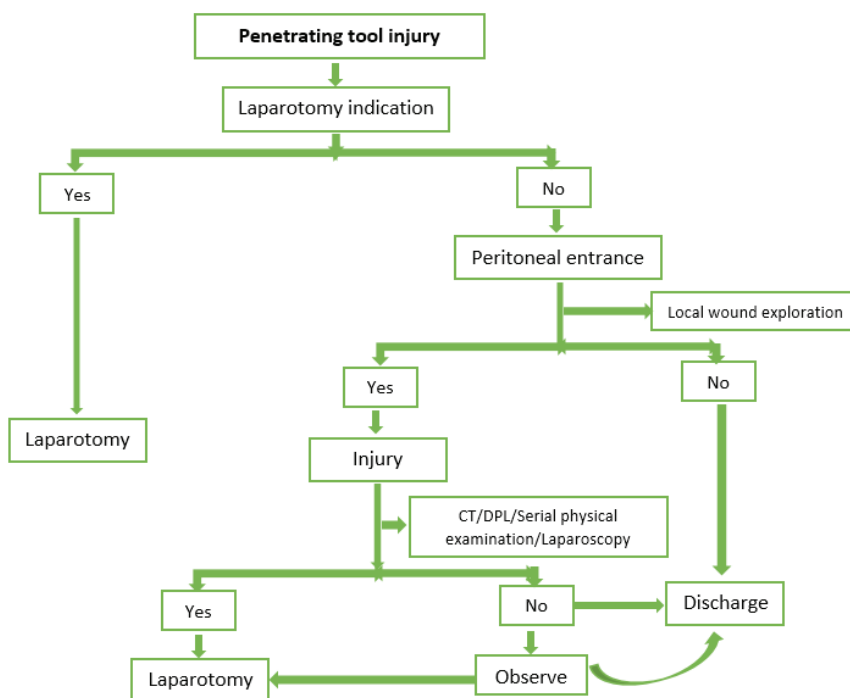 Penetrating tool injury
Laparotomy indication
Yes
No
Peritoneal entrance
Local wound exploration
Yes
No
Laparotomy
Injury
CT/DPL/Serial physical
examination/Laparoscopy
Yes
No
Discharge
Laparotomy
Observe